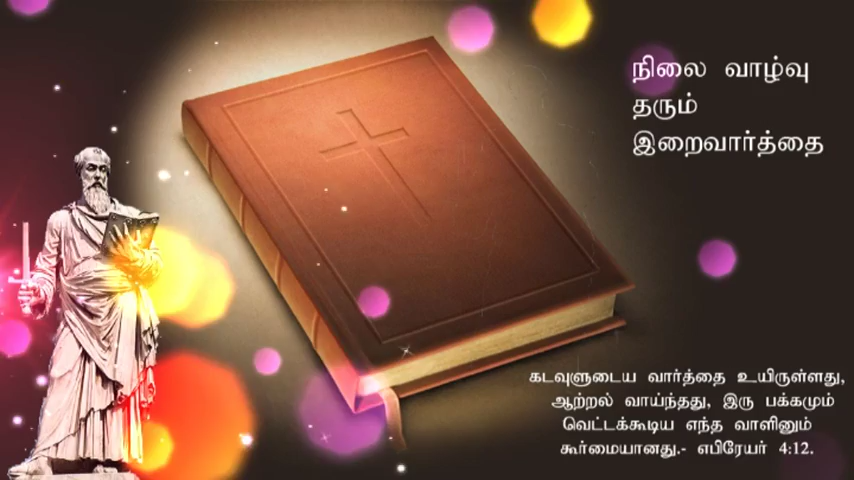 நிலை வாழ்வு
தரும்
இறைவார்த்தை
கடவுளுடைய வார்த்தை உயிருள்ளது,
ஆற்றல் வாய்ந்தது, இரு பக்கமும்
வெட்டக்கூடிய எந்த வாளினும்
கூர்மையானது.- எபிரேயர் 4:12.